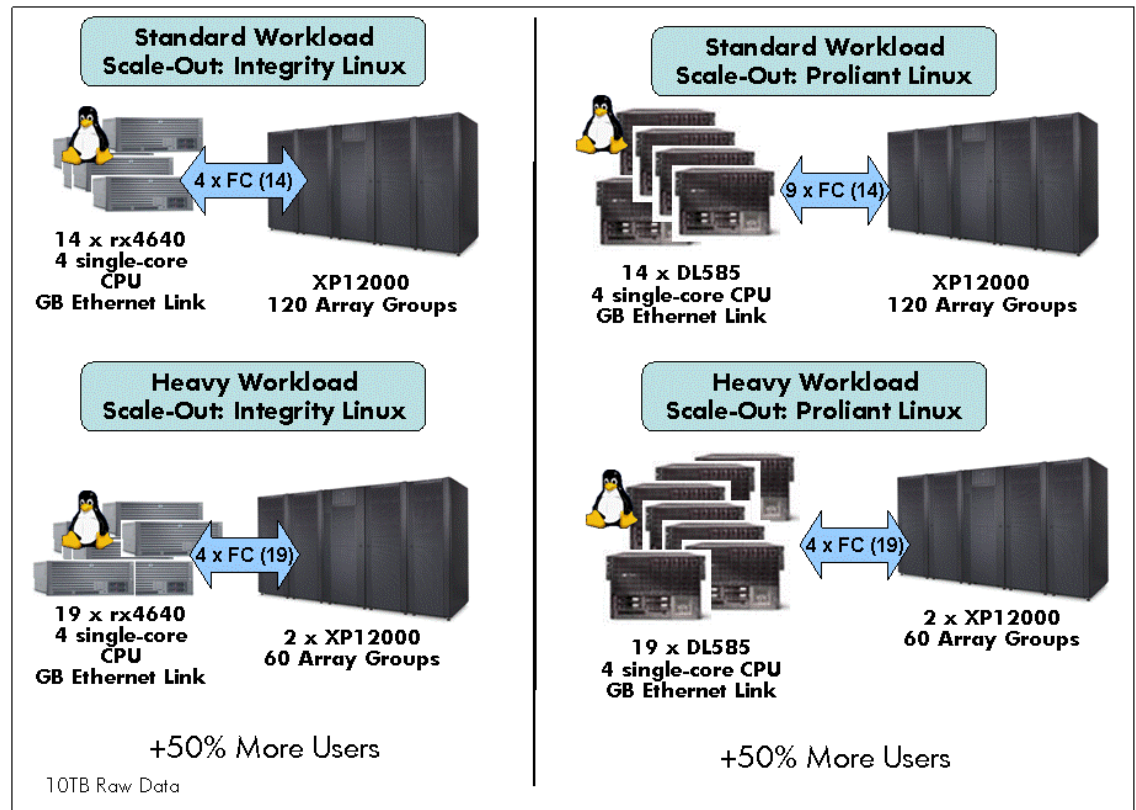 Standard Workload
Scale-Out: Integrity Linux
4 x FC (14)
14 x rx4640
4 single-core
CPU
GB Ethernet Link
XP12000
120 Array Groups
Standard Workload
Scale-Out: Proliant Linux
9 x FC (14)
14 x DL585
4 single-core CPU
GB Ethernet Link
XP12000
120 Array Groups
Heavy Workload
Scale-Out: Integrity Linux
4 x FC (19)
19 x rx4640
4 single-core
CPU
GB Ethernet Link
2 x XP12000
60 Array Groups
+50% More Users
10TB Raw Data
Heavy Workload
Scale-Out: Proliant Linux
4 x FC (19)
19 x DL585
4 single-core CPU
GB Ethernet Link
2 x XP12000
60 Array Groups
+50% More Users